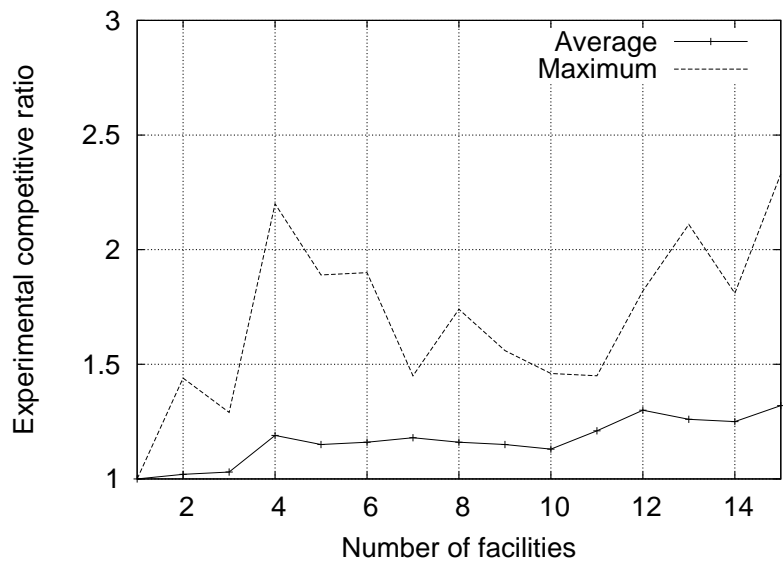 3
2.5
2
1.5
1
2 4 6 8 10 12 14
Experimental competitive ratio
Number of facilities
Average
Maximum